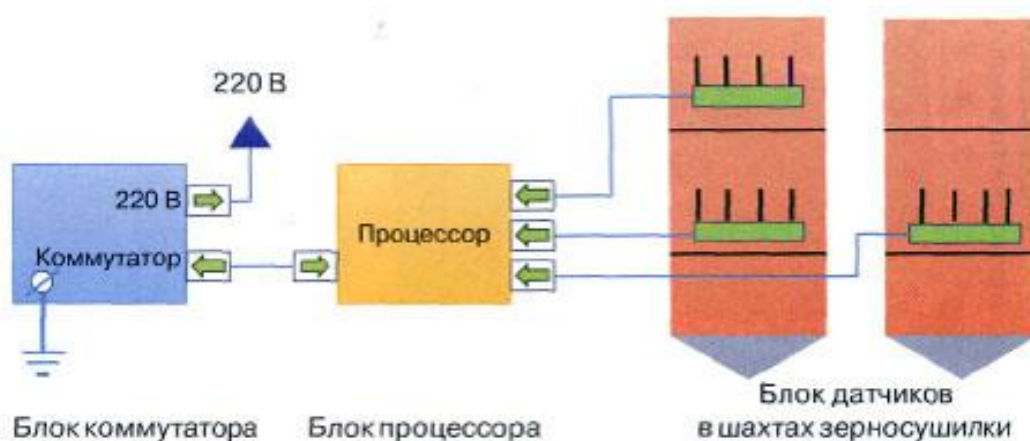 220 В
220 В
Коммутатор
Процессор
Блок коммутатора
Блок процессора
Блок датчиков
в шахтах зерносушилки